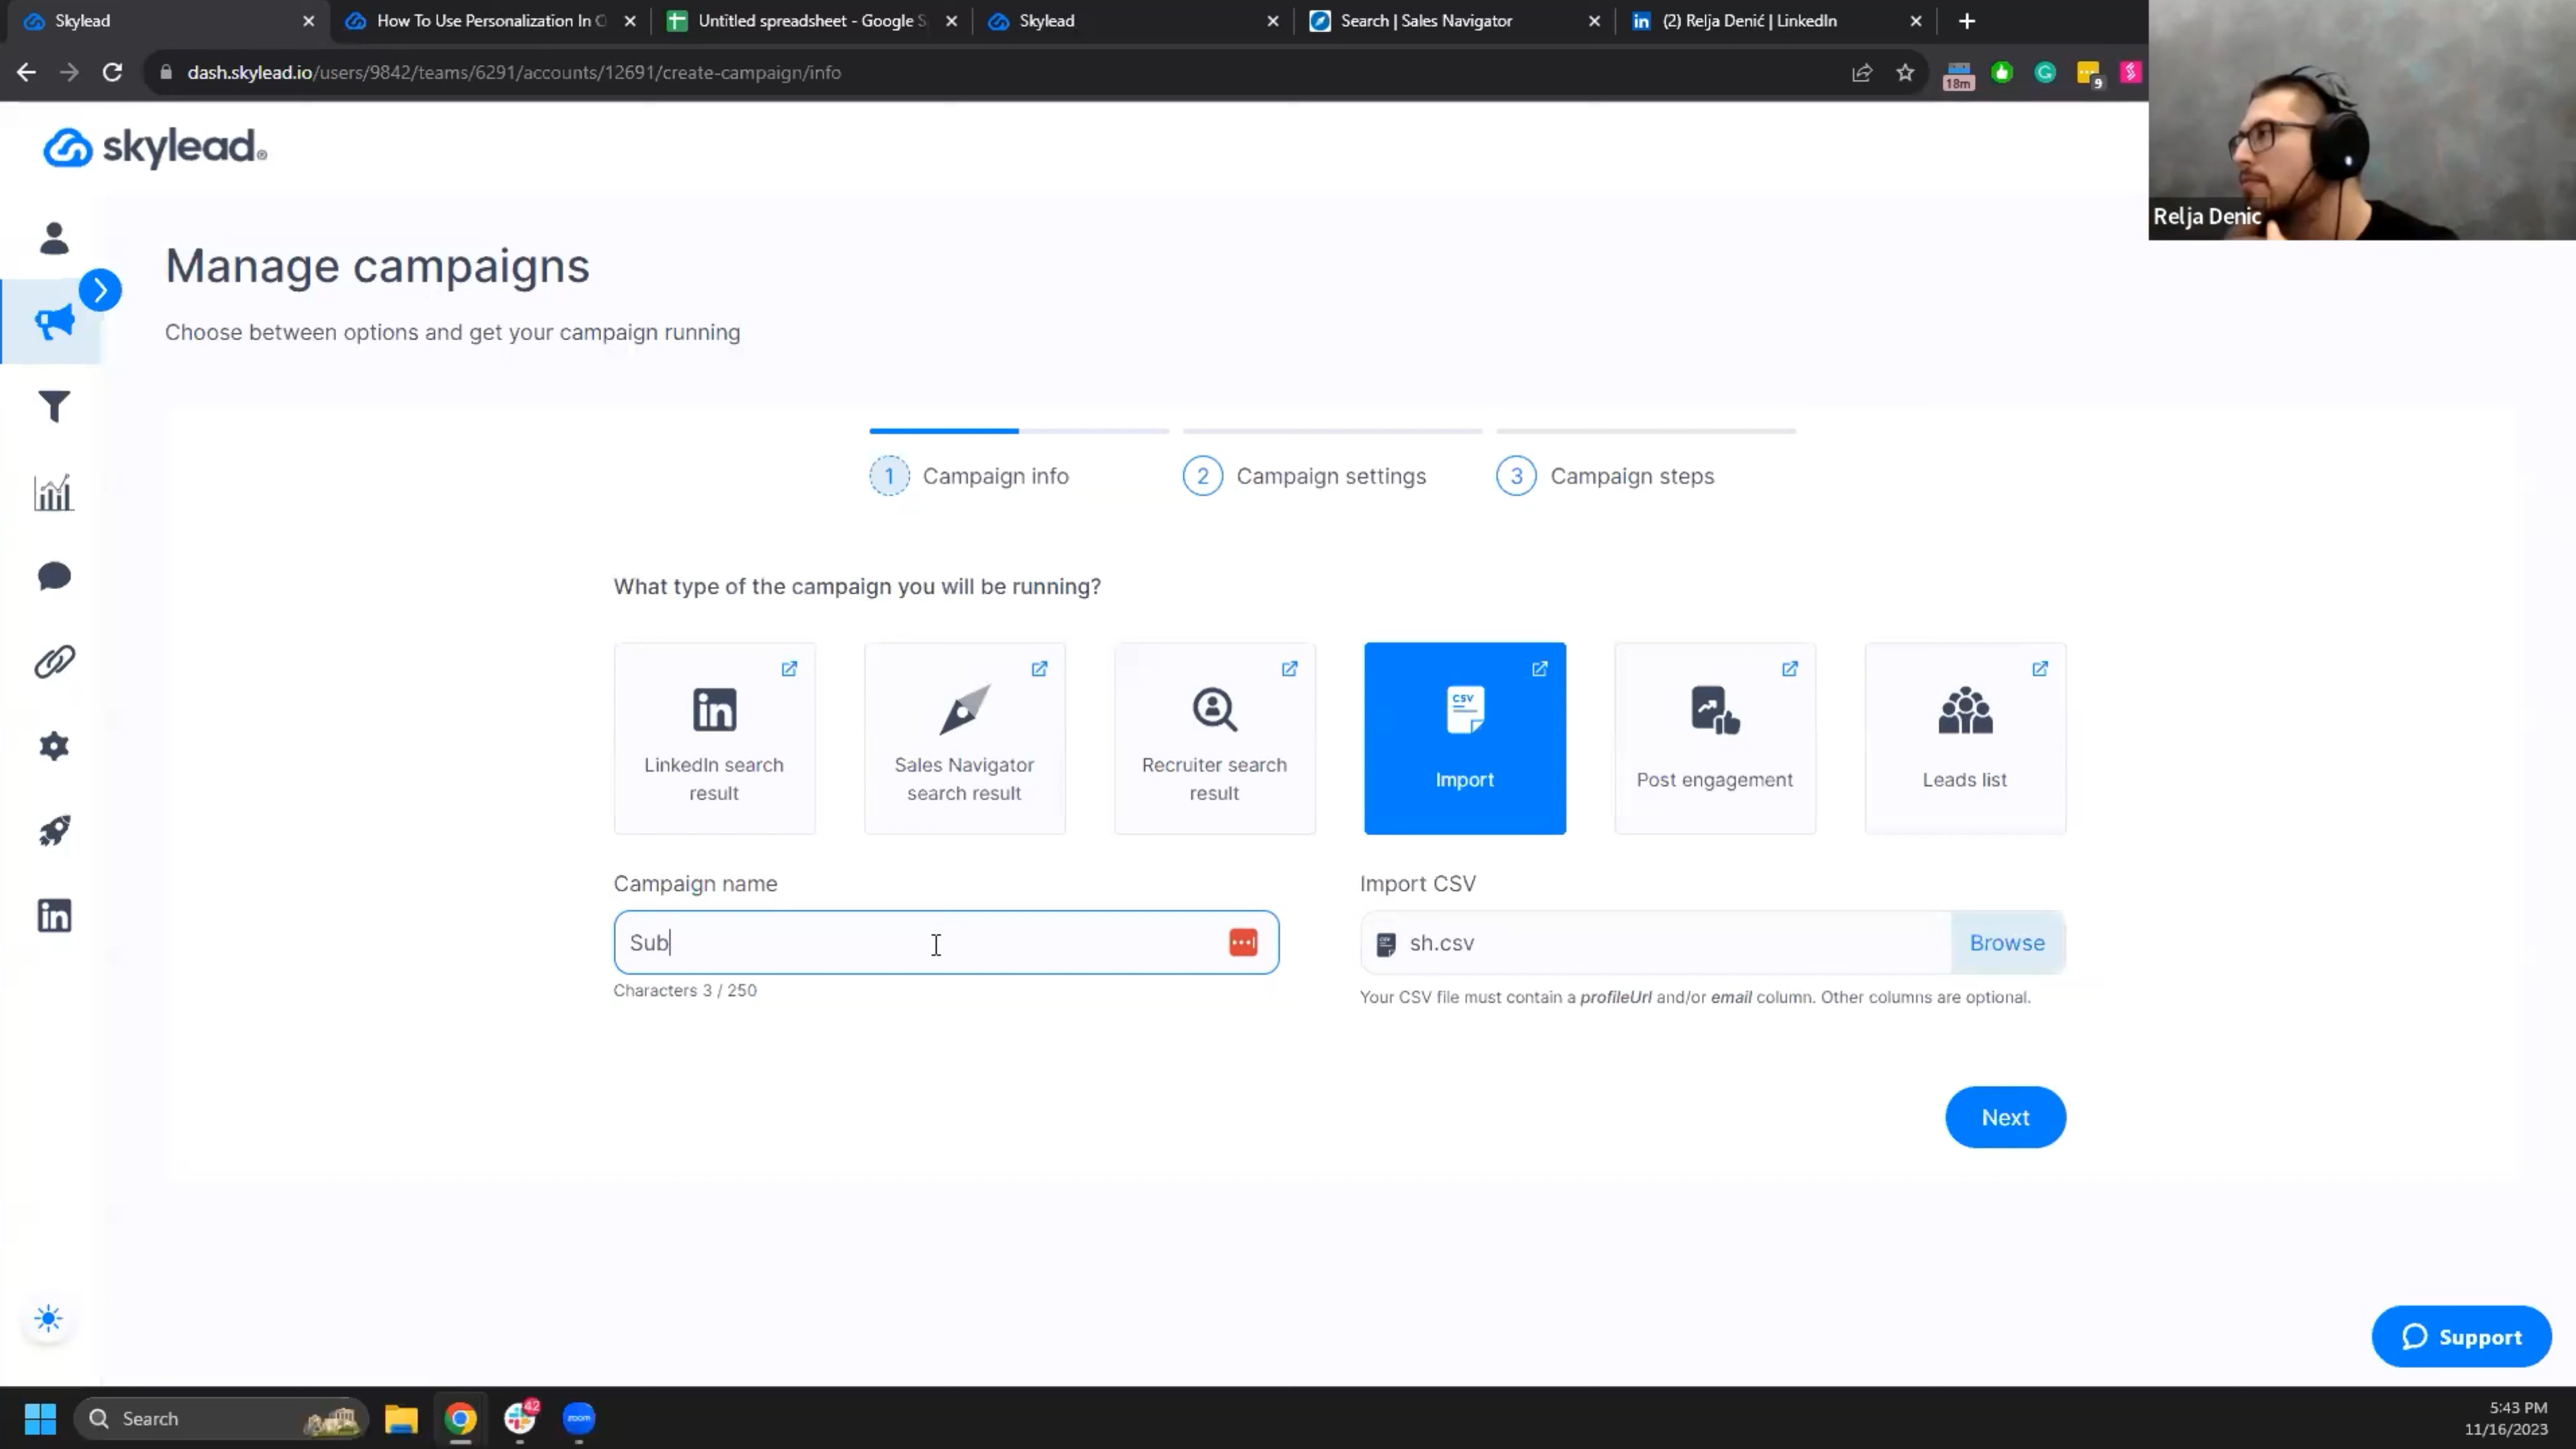 Skylead
How To Use Personalization In
Untitled spreadsheet - Google S
Skylead
Search | Sales Navigator
(2) Relja Denić | LinkedIn
dash.skylead.io/users/9842/teams/6291/accounts/12691/create-campaign/info
18m
9
Relja Denic
skylead®
Manage campaigns
Choose between options and get your campaign running
1 Campaign info
2 Campaign settings
3 Campaign steps
What type of the campaign you will be running?
LinkedIn search
result
Sales Navigator
search result
Recruiter search
result
CSV
Import
Post engagement
Leads list
Campaign name
Import CSV
Sub
sh.csv
Browse
Characters 3 / 250
Your CSV file must contain a profileUrl and/or email column. Other columns are optional.
Next
Support
Search
42
zoom
5:43 PM
11/16/2023